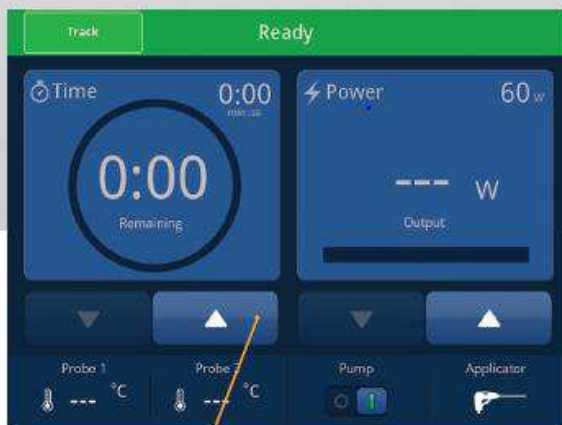 Track
Ready
Time
0:00
min:ss
0:00
Remaining
Power
60 w
--- W
Output
Probe 1
--- °C
Probe 2
--- °C
Pump
Applicator